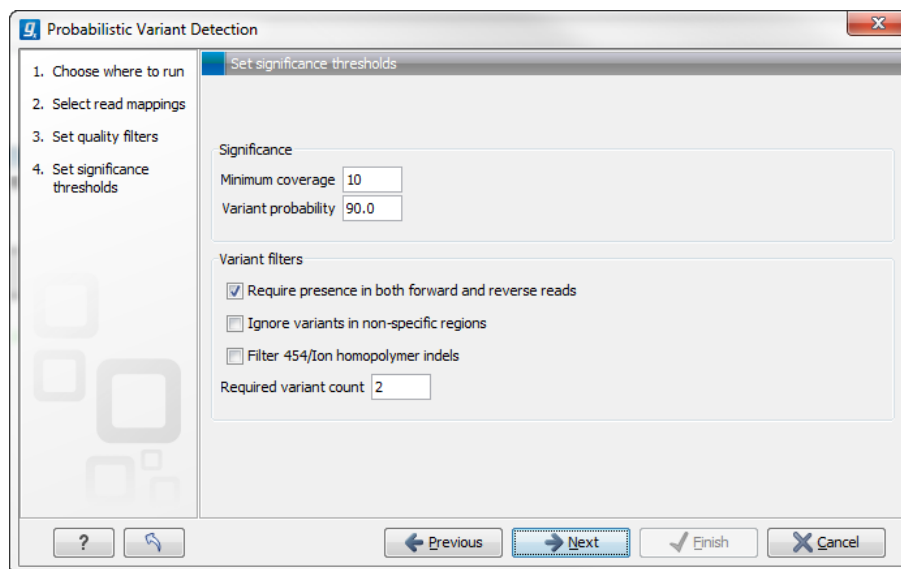 Probabilistic Variant Detection
1. Choose where to run
2. Select read mappings
3. Set quality filters
4. Set significance
thresholds
Set significance thresholds
Significance
Minimum coverage 10
Variant probability 90.0
Variant filters
Require presence in both forward and reverse reads
Ignore variants in non-specific regions
Filter 454/Ion homopolymer indels
Required variant count 2
? Previous Next Finish Cancel